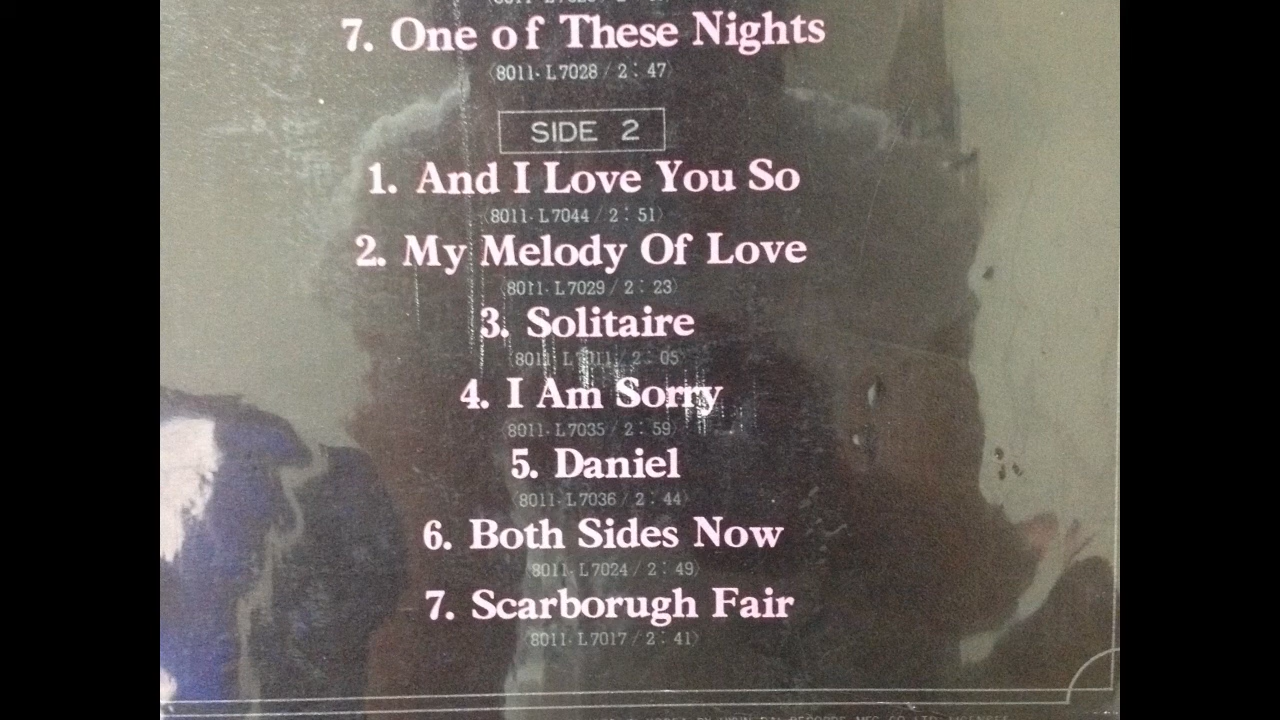 7. One of These Nights
〈8011- L7028 / 2 : 47〉
SIDE 2
1. And I Love You So
〈8011- L7044 / 2 : 51〉
2. My Melody Of Love
〈8011- L7029 / 2 : 23〉
3. Solitaire
2 : 05
4. I Am Sorry
〈8011- L7035 / 2 : 59〉
5. Daniel
〈8011- L7036 / 2 : 44〉
6. Both Sides Now
〈8011- L7024 / 2 : 49〉
7. Scarborugh Fair
〈8011- L7017 / 2 : 41〉